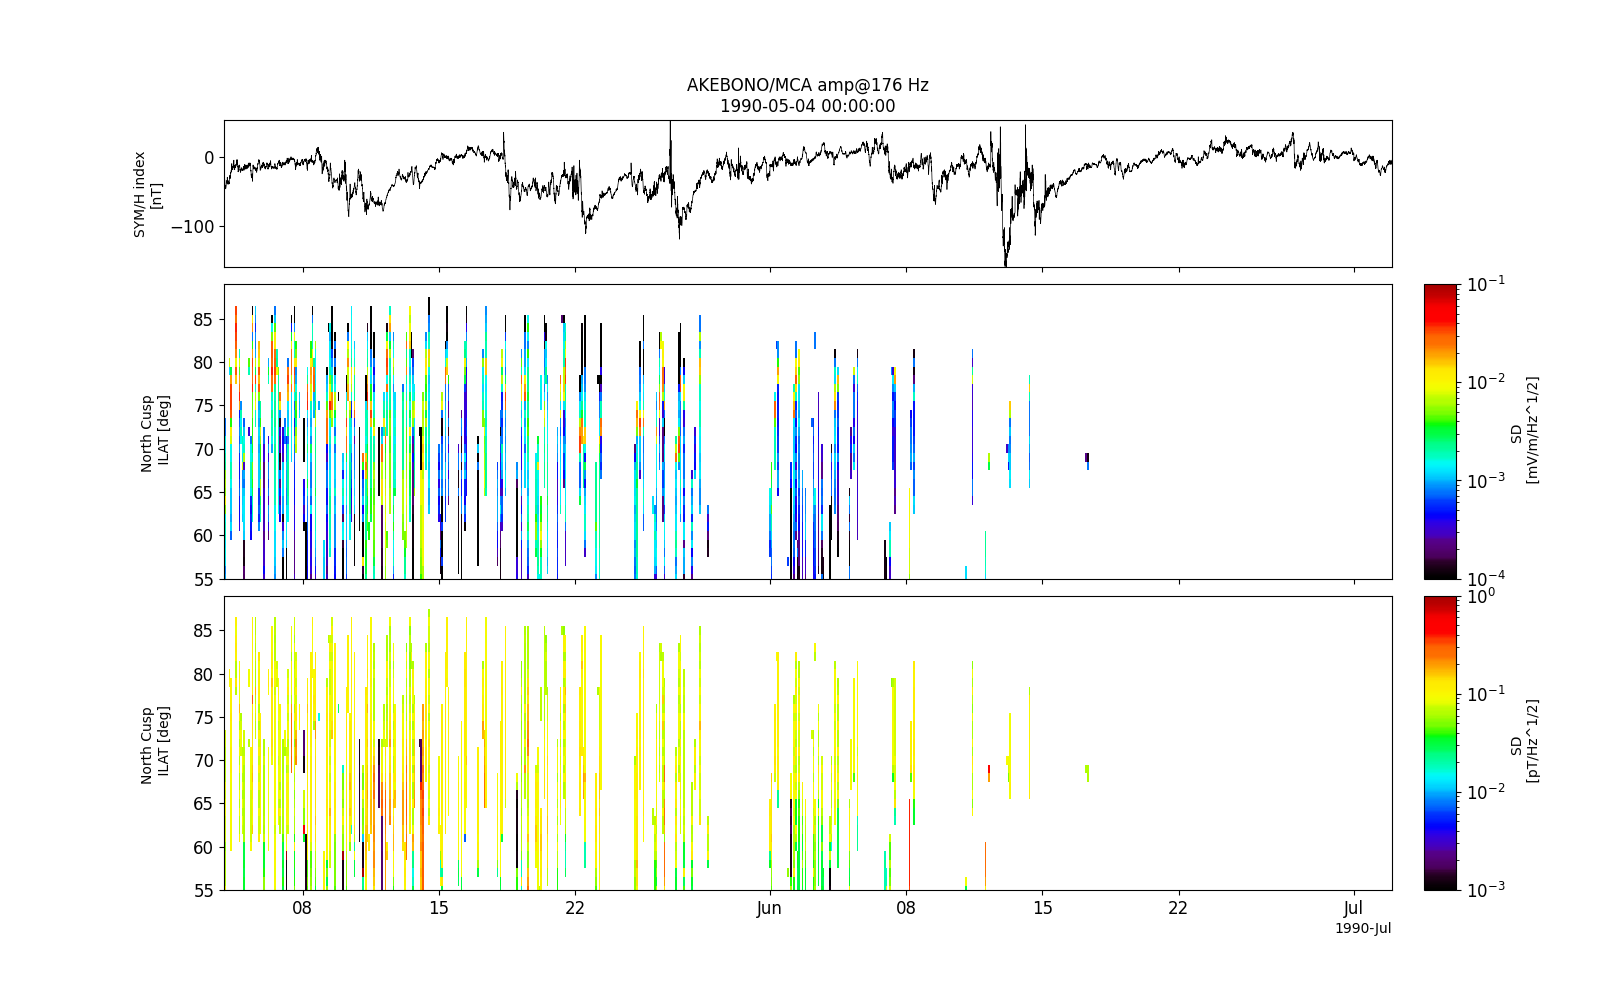 AKEBONO/MCA amp@176 Hz
1990-05-04 00:00:00
SYM/H index
[nT]
0
−100
North Cusp
ILAT [deg]
85
80
75
70
65
60
55
10^-1
10^-2
10^-3
10^-4
SD
[mV/m/Hz^1/2]
North Cusp
ILAT [deg]
85
80
75
70
65
60
55
10^0
10^-1
10^-2
10^-3
SD
[pT/Hz^1/2]
08 15 22 Jun 08 15 22 Jul
1990-Jul